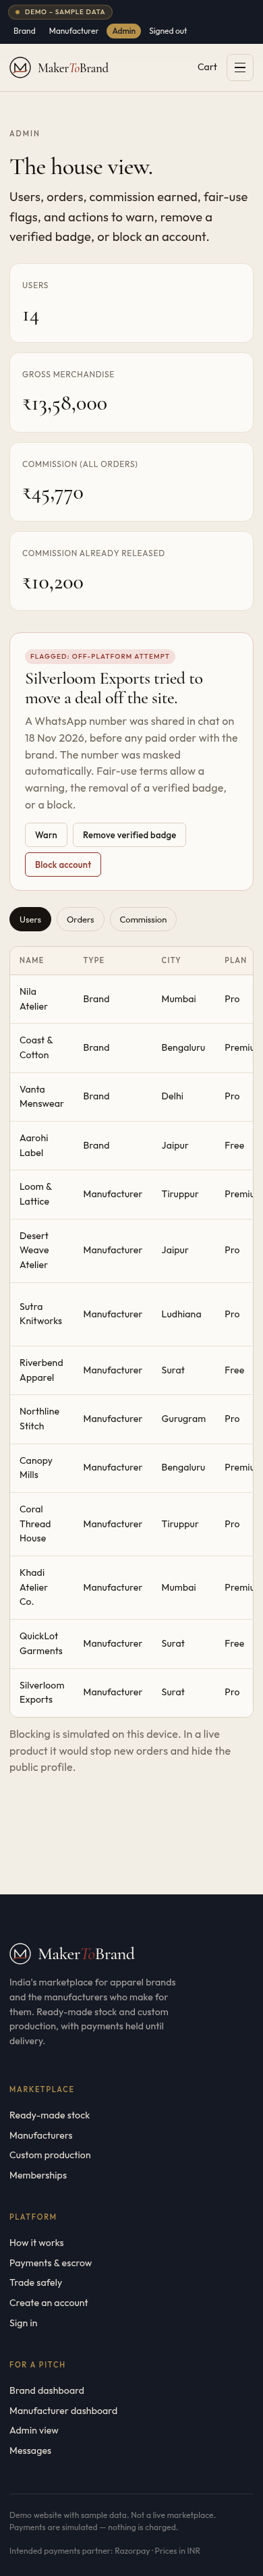 DEMO – SAMPLE DATA
Brand Manufacturer Admin Signed out
MakerToBrand Cart
ADMIN
The house view.
Users, orders, commission earned, fair-use
flags, and actions to warn, remove a
verified badge, or block an account.
USERS
14
GROSS MERCHANDISE
₹13,58,000
COMMISSION (ALL ORDERS)
₹45,770
COMMISSION ALREADY RELEASED
₹10,200
FLAGGED: OFF-PLATFORM ATTEMPT
Silverloom Exports tried to
move a deal off the site.
A WhatsApp number was shared in chat on
18 Nov 2026, before any paid order with the
brand. The number was masked
automatically. Fair-use terms allow a
warning, the removal of a verified badge,
or a block.
Warn Remove verified badge
Block account
Users Orders Commission
NAME TYPE CITY PLAN
Nila
Atelier Brand Mumbai Pro
Coast &
Cotton Brand Bengaluru Premiu
Vanta
Menswear Brand Delhi Pro
Aarohi
Label Brand Jaipur Free
Loom &
Lattice Manufacturer Tiruppur Premiu
Desert
Weave
Atelier Manufacturer Jaipur Pro
Sutra
Knitworks Manufacturer Ludhiana Pro
Riverbend
Apparel Manufacturer Surat Free
Northline
Stitch Manufacturer Gurugram Pro
Canopy
Mills Manufacturer Bengaluru Premiu
Coral
Thread
House Manufacturer Tiruppur Pro
Khadi
Atelier
Co. Manufacturer Mumbai Premiu
QuickLot
Garments Manufacturer Surat Free
Silverloom
Exports Manufacturer Surat Pro
Blocking is simulated on this device. In a live
product it would stop new orders and hide the
public profile.
MakerToBrand
India's marketplace for apparel brands
and the manufacturers who make for
them. Ready-made stock and custom
production, with payments held until
delivery.
MARKETPLACE
Ready-made stock
Manufacturers
Custom production
Memberships
PLATFORM
How it works
Payments & escrow
Trade safely
Create an account
Sign in
FOR A PITCH
Brand dashboard
Manufacturer dashboard
Admin view
Messages
Demo website with sample data. Not a live marketplace.
Payments are simulated — nothing is charged.
Intended payments partner: Razorpay · Prices in INR